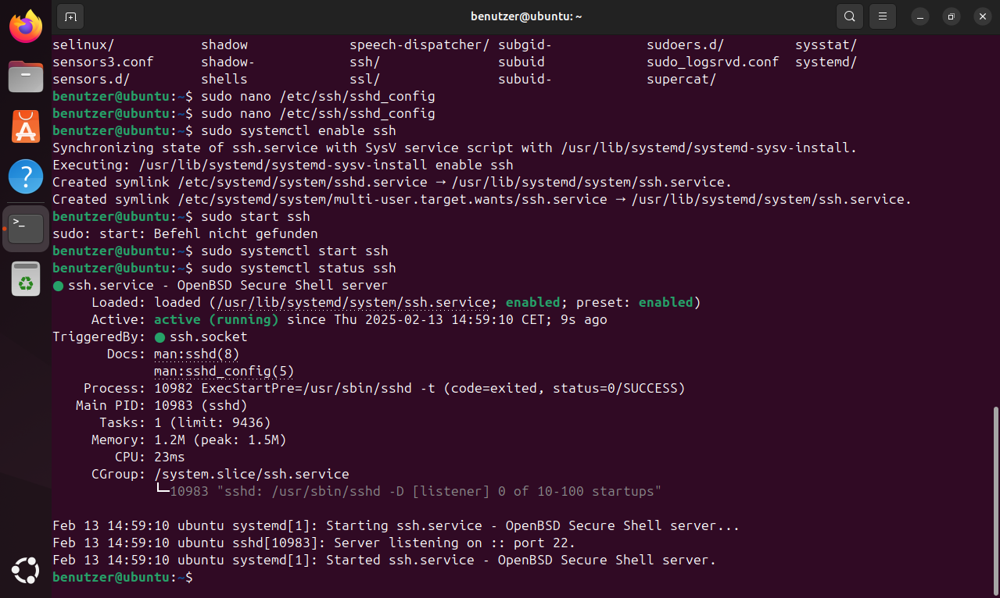 benutzer@ubuntu: ~
selinux/ shadow speech-dispatcher/ subgid- sudoers.d/ sysstat/
sensors3.conf shadow- ssh/ subuid sudo_logsrvd.conf systemd/
sensors.d/ shells ssl/ subuid- supercat/
benutzer@ubuntu:~$ sudo nano /etc/ssh/sshd_config
benutzer@ubuntu:~$ sudo nano /etc/ssh/sshd_config
benutzer@ubuntu:~$ sudo systemctl enable ssh
Synchronizing state of ssh.service with SysV service script with /usr/lib/systemd/systemd-sysv-install.
Executing: /usr/lib/systemd/systemd-sysv-install enable ssh
Created symlink /etc/systemd/system/sshd.service → /usr/lib/systemd/system/ssh.service.
Created symlink /etc/systemd/system/multi-user.target.wants/ssh.service → /usr/lib/systemd/system/ssh.service.
benutzer@ubuntu:~$ sudo start ssh
sudo: start: Befehl nicht gefunden
benutzer@ubuntu:~$ sudo systemctl start ssh
benutzer@ubuntu:~$ sudo systemctl status ssh
● ssh.service - OpenBSD Secure Shell server
Loaded: loaded (/usr/lib/systemd/system/ssh.service; enabled; preset: enabled)
Active: active (running) since Thu 2025-02-13 14:59:10 CET; 9s ago
TriggeredBy: ● ssh.socket
Docs: man:sshd(8)
man:sshd_config(5)
Process: 10982 ExecStartPre=/usr/sbin/sshd -t (code=exited, status=0/SUCCESS)
Main PID: 10983 (sshd)
Tasks: 1 (limit: 9436)
Memory: 1.2M (peak: 1.5M)
CPU: 23ms
CGroup: /system.slice/ssh.service
└─10983 "sshd: /usr/sbin/sshd -D [listener] 0 of 10-100 startups"
Feb 13 14:59:10 ubuntu systemd[1]: Starting ssh.service - OpenBSD Secure Shell server...
Feb 13 14:59:10 ubuntu sshd[10983]: Server listening on :: port 22.
Feb 13 14:59:10 ubuntu systemd[1]: Started ssh.service - OpenBSD Secure Shell server.
benutzer@ubuntu:~$